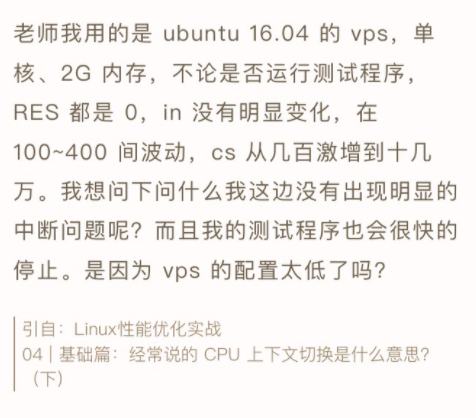 老师我用的是 ubuntu 16.04 的 vps，单
核、2G 内存，不论是否运行测试程序，
RES 都是 0，in 没有明显变化，在
100~400 间波动，cs 从几百激增到十几
万。我想问下问什么我这边没有出现明显的
中断问题呢？而且我的测试程序也会很快的
停止。是因为 vps 的配置太低了吗？
引自：Linux性能优化实战
04 | 基础篇：经常说的 CPU 上下文切换是什么意思？
（下）